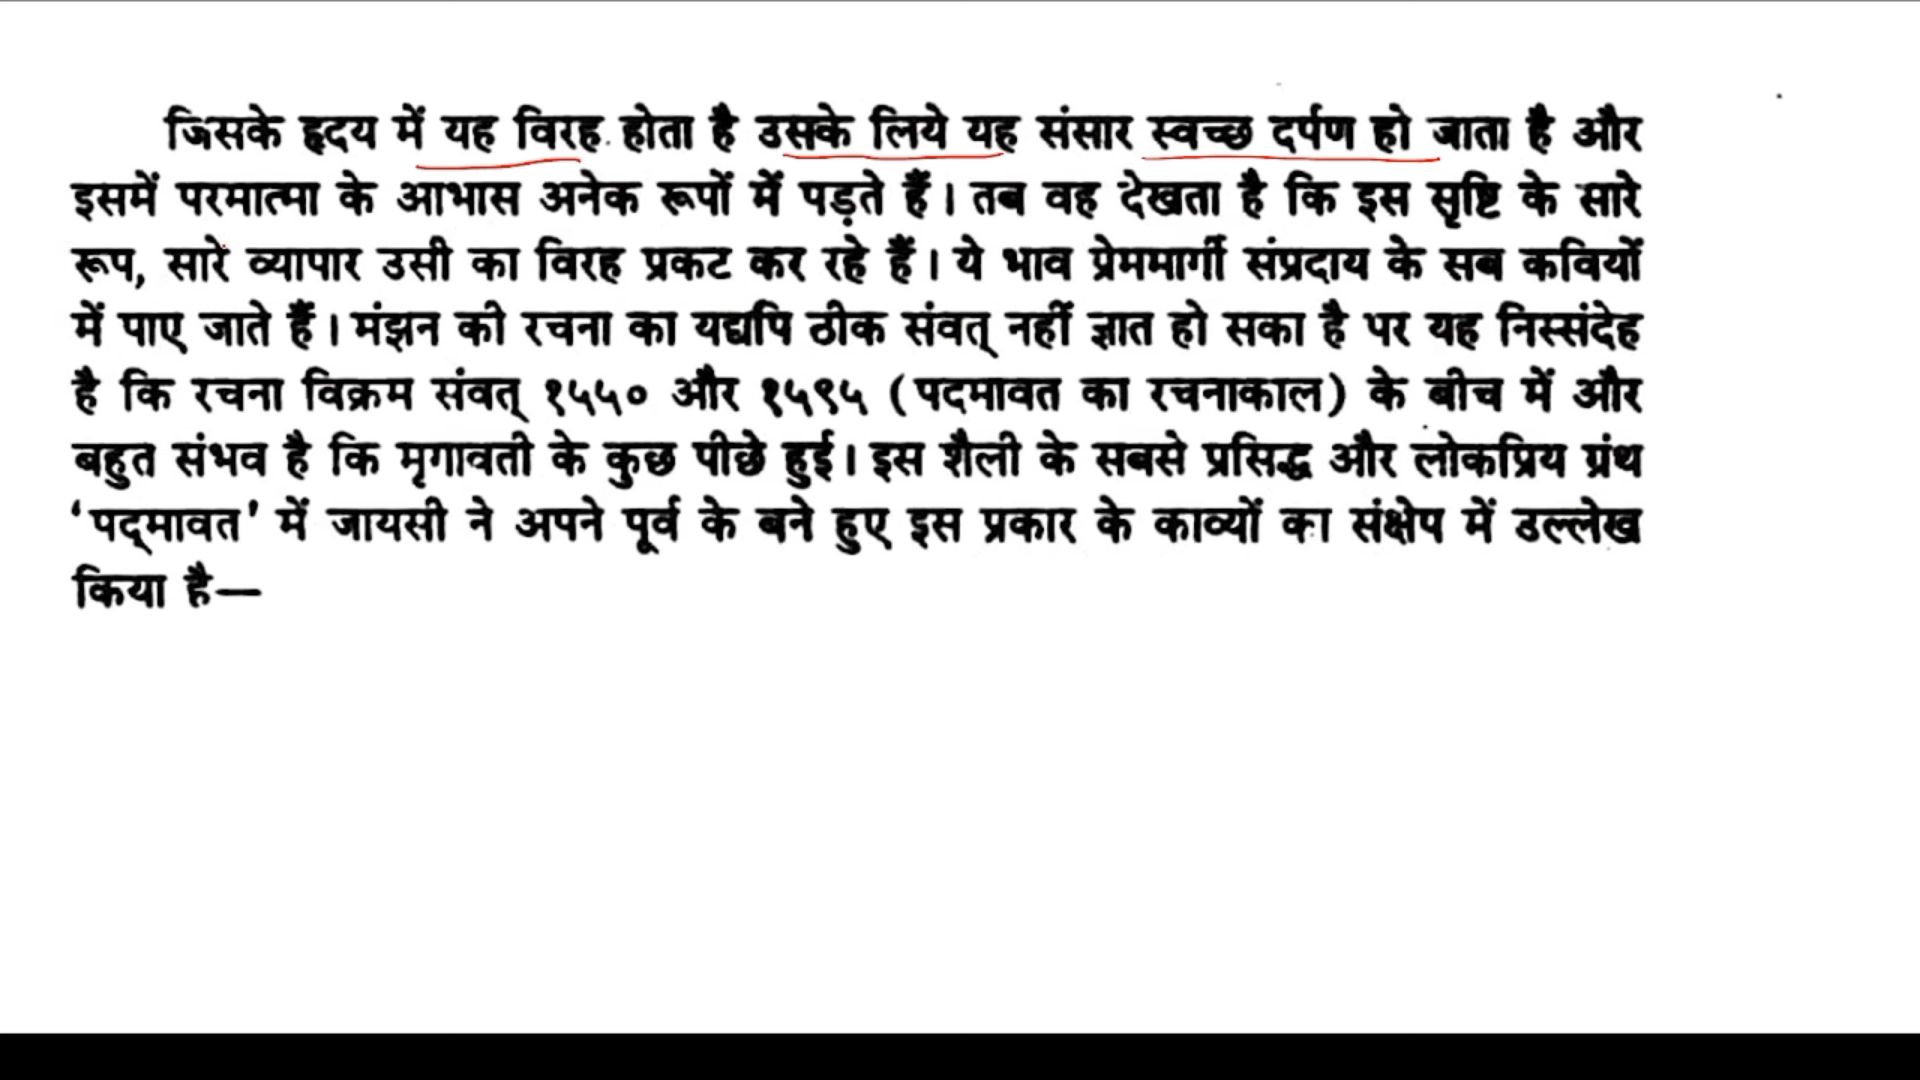 जिसके हृदय में यह विरह होता है उसके लिये यह संसार स्वच्छ दर्पण हो जाता है और
इसमें परमात्मा के आभास अनेक रूपों में पड़ते हैं। तब वह देखता है कि इस सृष्टि के सारे
रूप, सारे व्यापार उसी का विरह प्रकट कर रहे हैं। ये भाव प्रेममार्गी संप्रदाय के सब कवियों
में पाए जाते हैं। मंझन की रचना का यद्यपि ठीक संवत् नहीं ज्ञात हो सका है पर यह निस्संदेह
है कि रचना विक्रम संवत् १५५० और १५९५ (पदमावत का रचनाकाल) के बीच में और
बहुत संभव है कि मृगावती के कुछ पीछे हुई। इस शैली के सबसे प्रसिद्ध और लोकप्रिय ग्रंथ
‘पद्मावत’ में जायसी ने अपने पूर्व के बने हुए इस प्रकार के काव्यों का संक्षेप में उल्लेख
किया है—